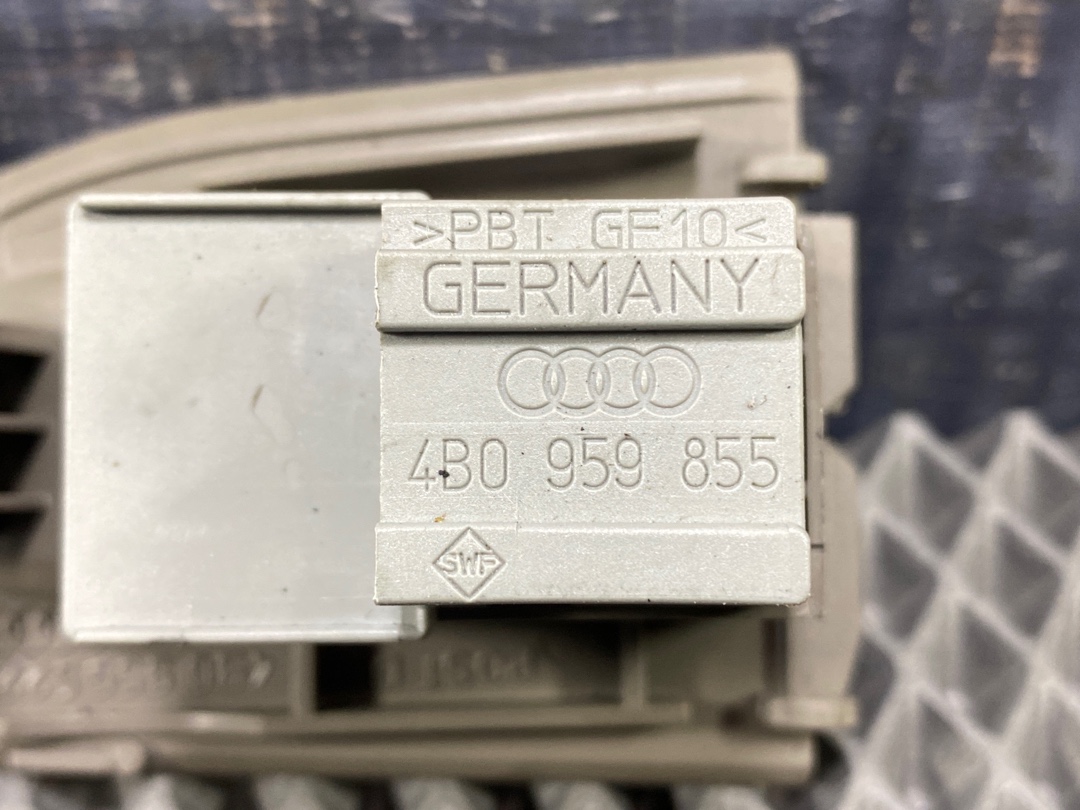 >PBT GF10<
GERMANY
4B0 959 855
SWF